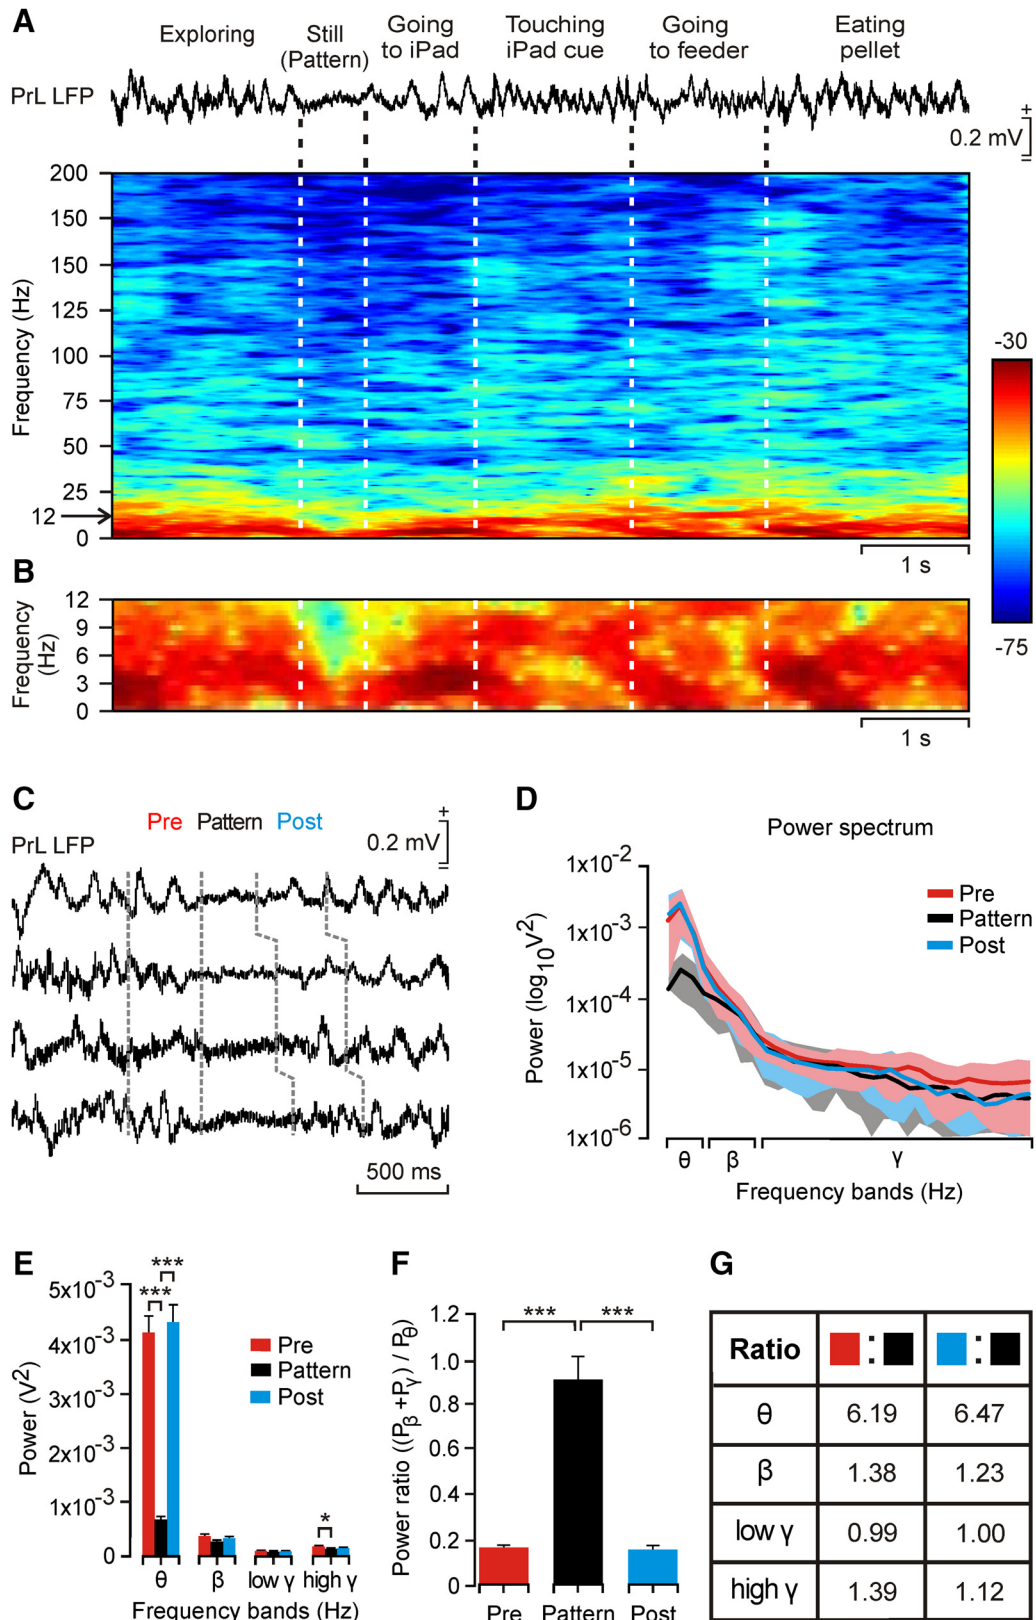 A
Exploring
Still
(Pattern)
Going
to iPad
Touching
iPad cue
Going
to feeder
Eating
pellet
PrL LFP
+
0.2 mV
=
Frequency (Hz)
200
150
150
125
100
75
50
25
12
0
1 s
-30
-75
B
Frequency
(Hz)
12
9
6
3
0
1 s
C
Pre Pattern Post
PrL LFP
+
0.2 mV
=
500 ms
D
Power spectrum
Power (log10V2)
1x10-2
1x10-3
1x10-4
1x10-5
1x10-6
Pre
Pattern
Post
θ β γ
Frequency bands (Hz)
E
Power (V2)
5x10-3
4x10-3
3x10-3
2x10-3
1x10-3
0
***
***
*
Pre
Pattern
Post
θ β low γ high γ
Frequency bands (Hz)
F
Power ratio ((Pβ +Pγ) / Pθ)
1.2
1.0
0.8
0.6
0.4
0.2
0
*** ***
Pre Pattern Post
G
Ratio : :
θ 6.19 6.47
β 1.38 1.23
low γ 0.99 1.00
high γ 1.39 1.12